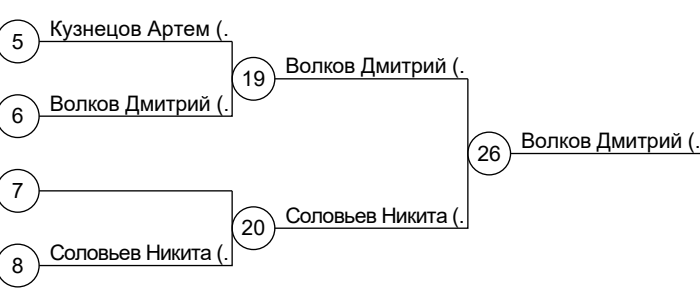 5
Кузнецов Артем (.
19
Волков Дмитрий (.
6
Волков Дмитрий (.
26
Волков Дмитрий (.
7
20
Соловьев Никита (.
8
Соловьев Никита (.